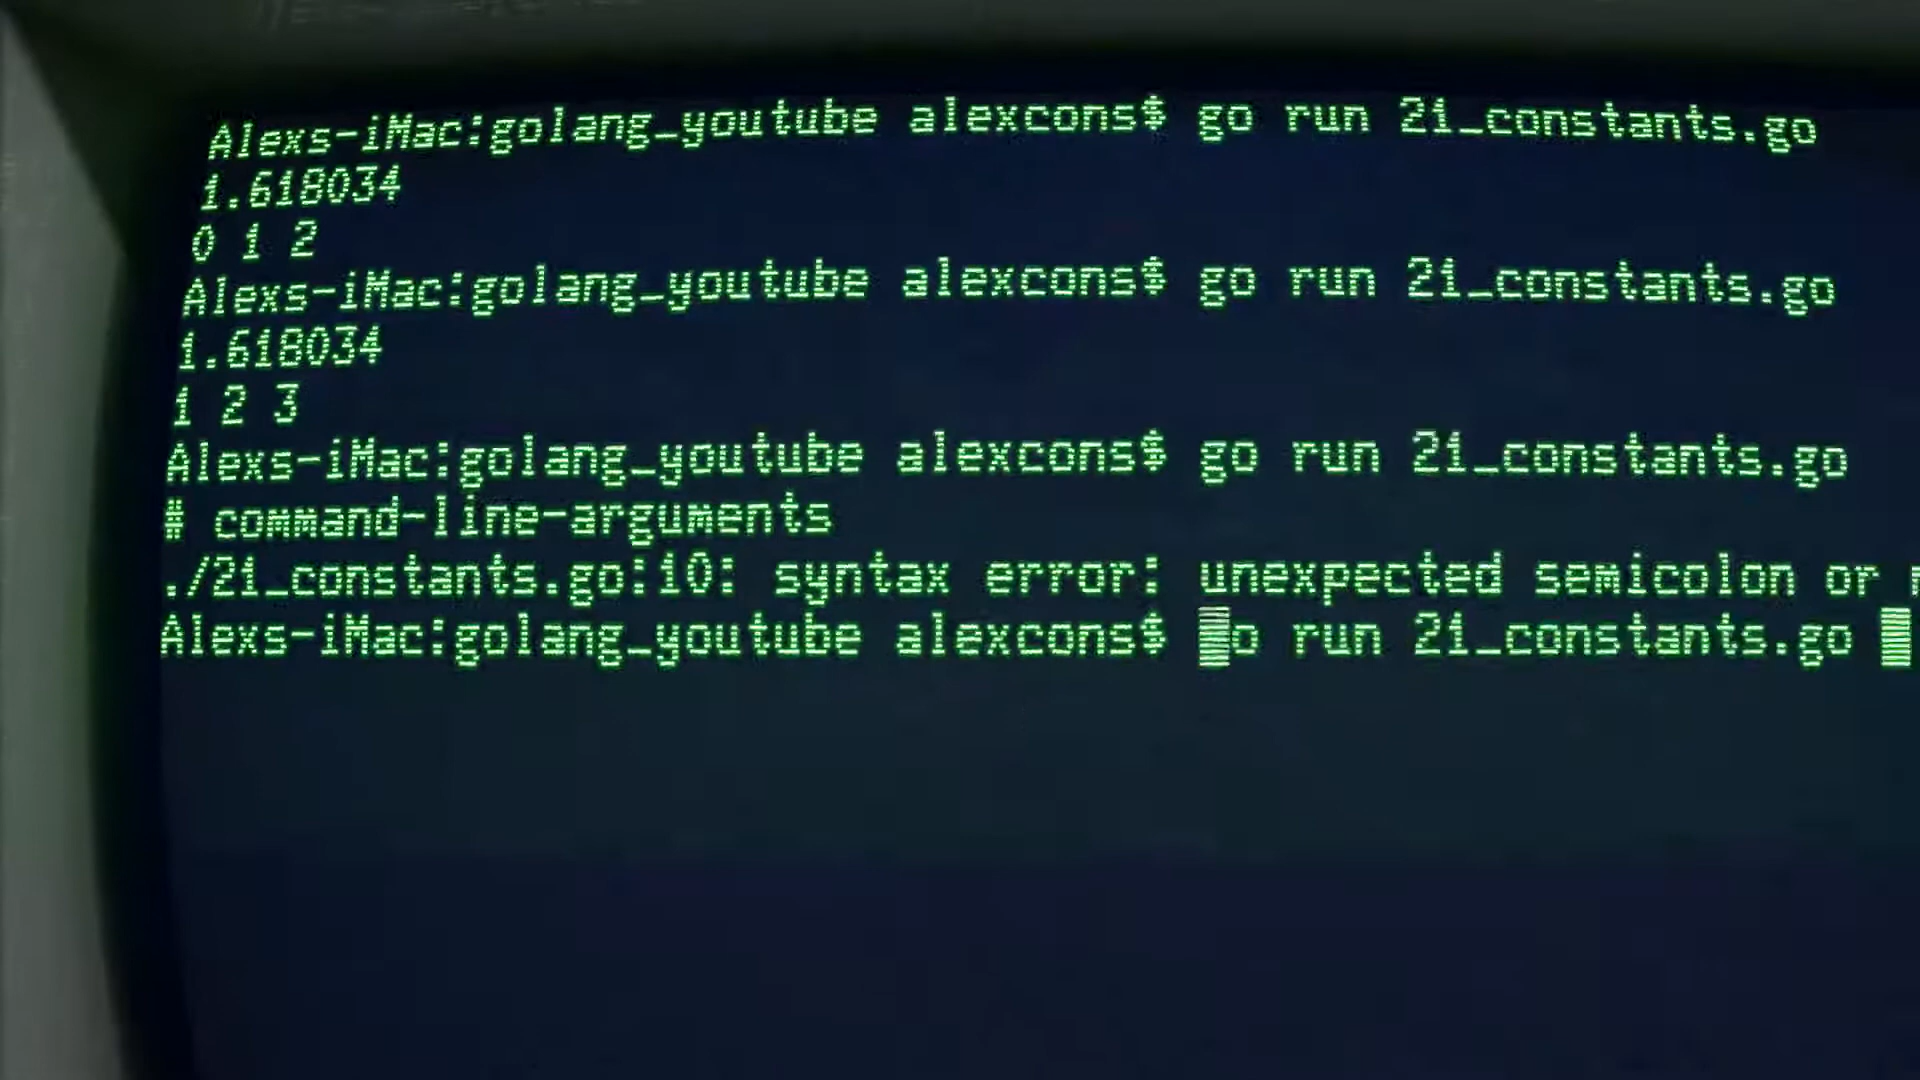 Alexs-iMac:golang_youtube alexcons$ go run 21_constants.go
1.618034
0 1 2
Alexs-iMac:golang_youtube alexcons$ go run 21_constants.go
1.618034
1 2 3
Alexs-iMac:golang_youtube alexcons$ go run 21_constants.go
# command-line-arguments
./21_constants.go:10: syntax error: unexpected semicolon or
Alexs-iMac:golang_youtube alexcons$ go run 21_constants.go